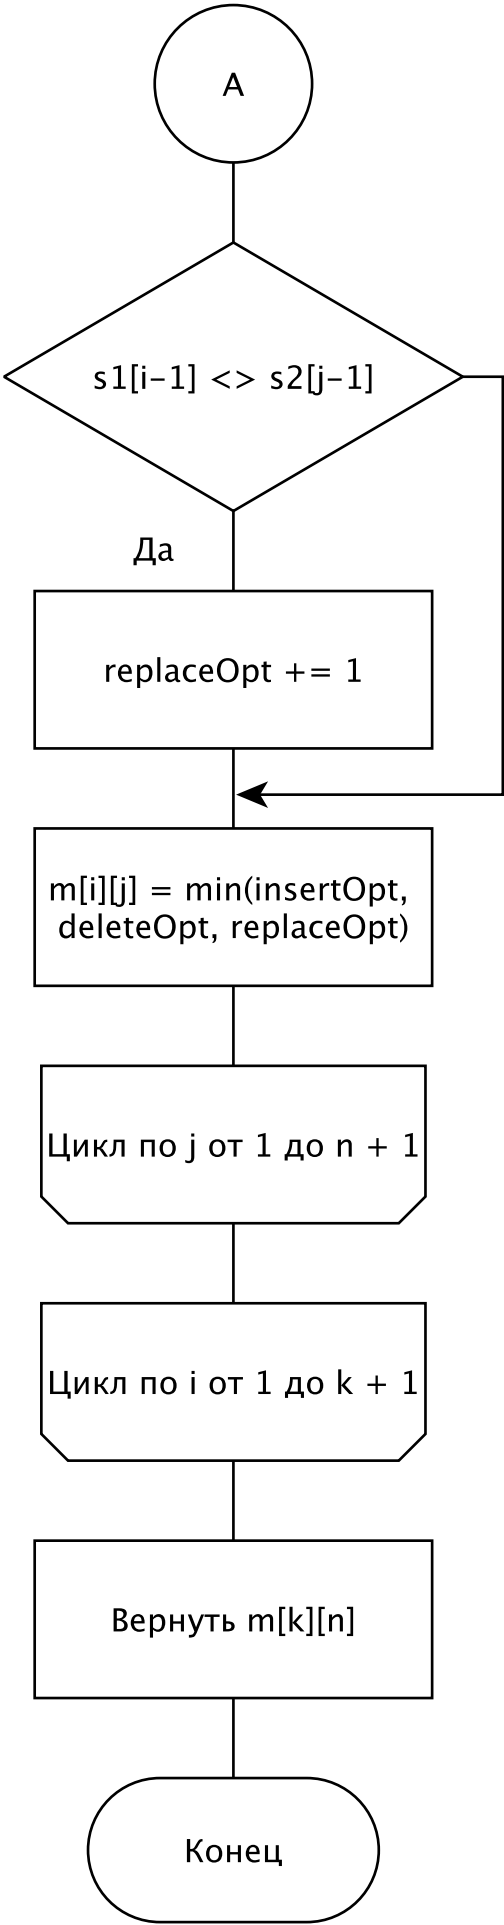 A
s1[i-1] <> s2[j-1]
Да
replaceOpt += 1
m[i][j] = min(insertOpt,
deleteOpt, replaceOpt)
Цикл по j от 1 до n + 1
Цикл по i от 1 до k + 1
Вернуть m[k][n]
Конец